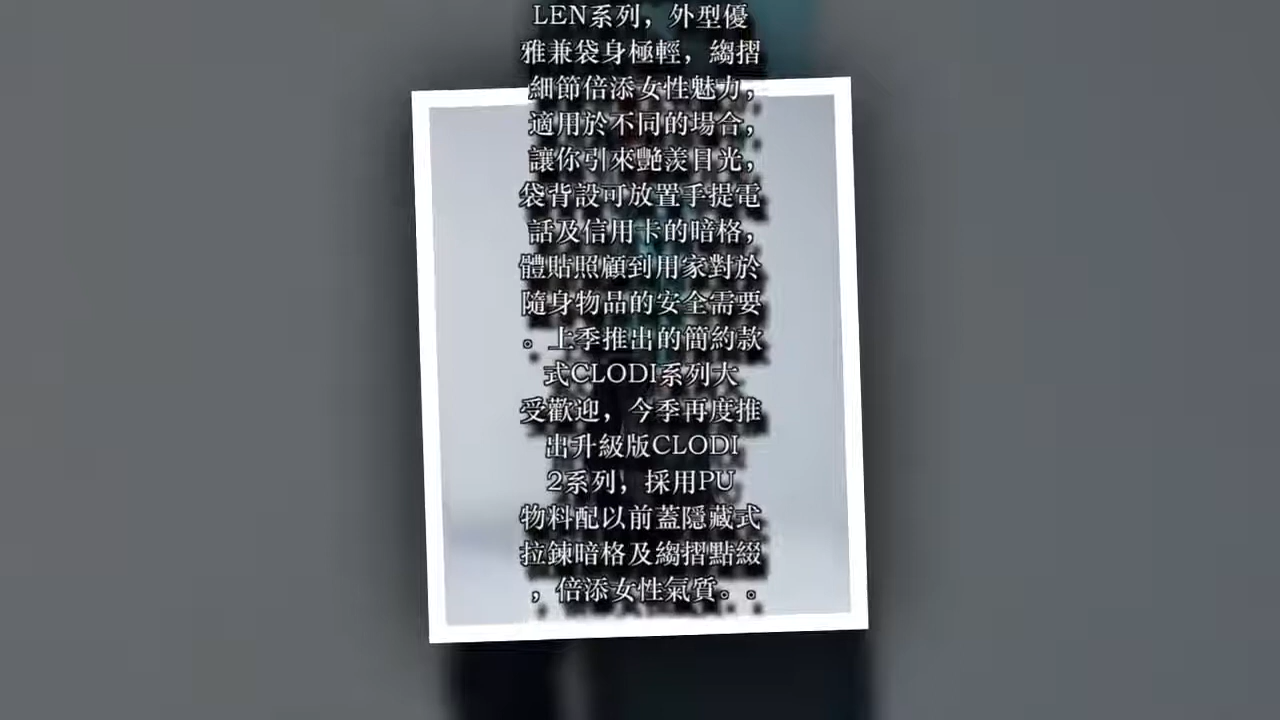 LEN系列，外型優
雅兼袋身極輕，縐摺
細節倍添女性魅力，
適用於不同的場合，
讓你引來艷羨目光，
袋背設可放置手提電
話及信用卡的暗格，
體貼照顧到用家對於
隨身物品的安全需要
。上季推出的簡約款
式CLODI系列大
受歡迎，今季再度推
出升級版CLODI
2系列，採用PU
物料配以前蓋隱藏式
拉鍊暗格及縐摺點綴
，倍添女性氣質。。